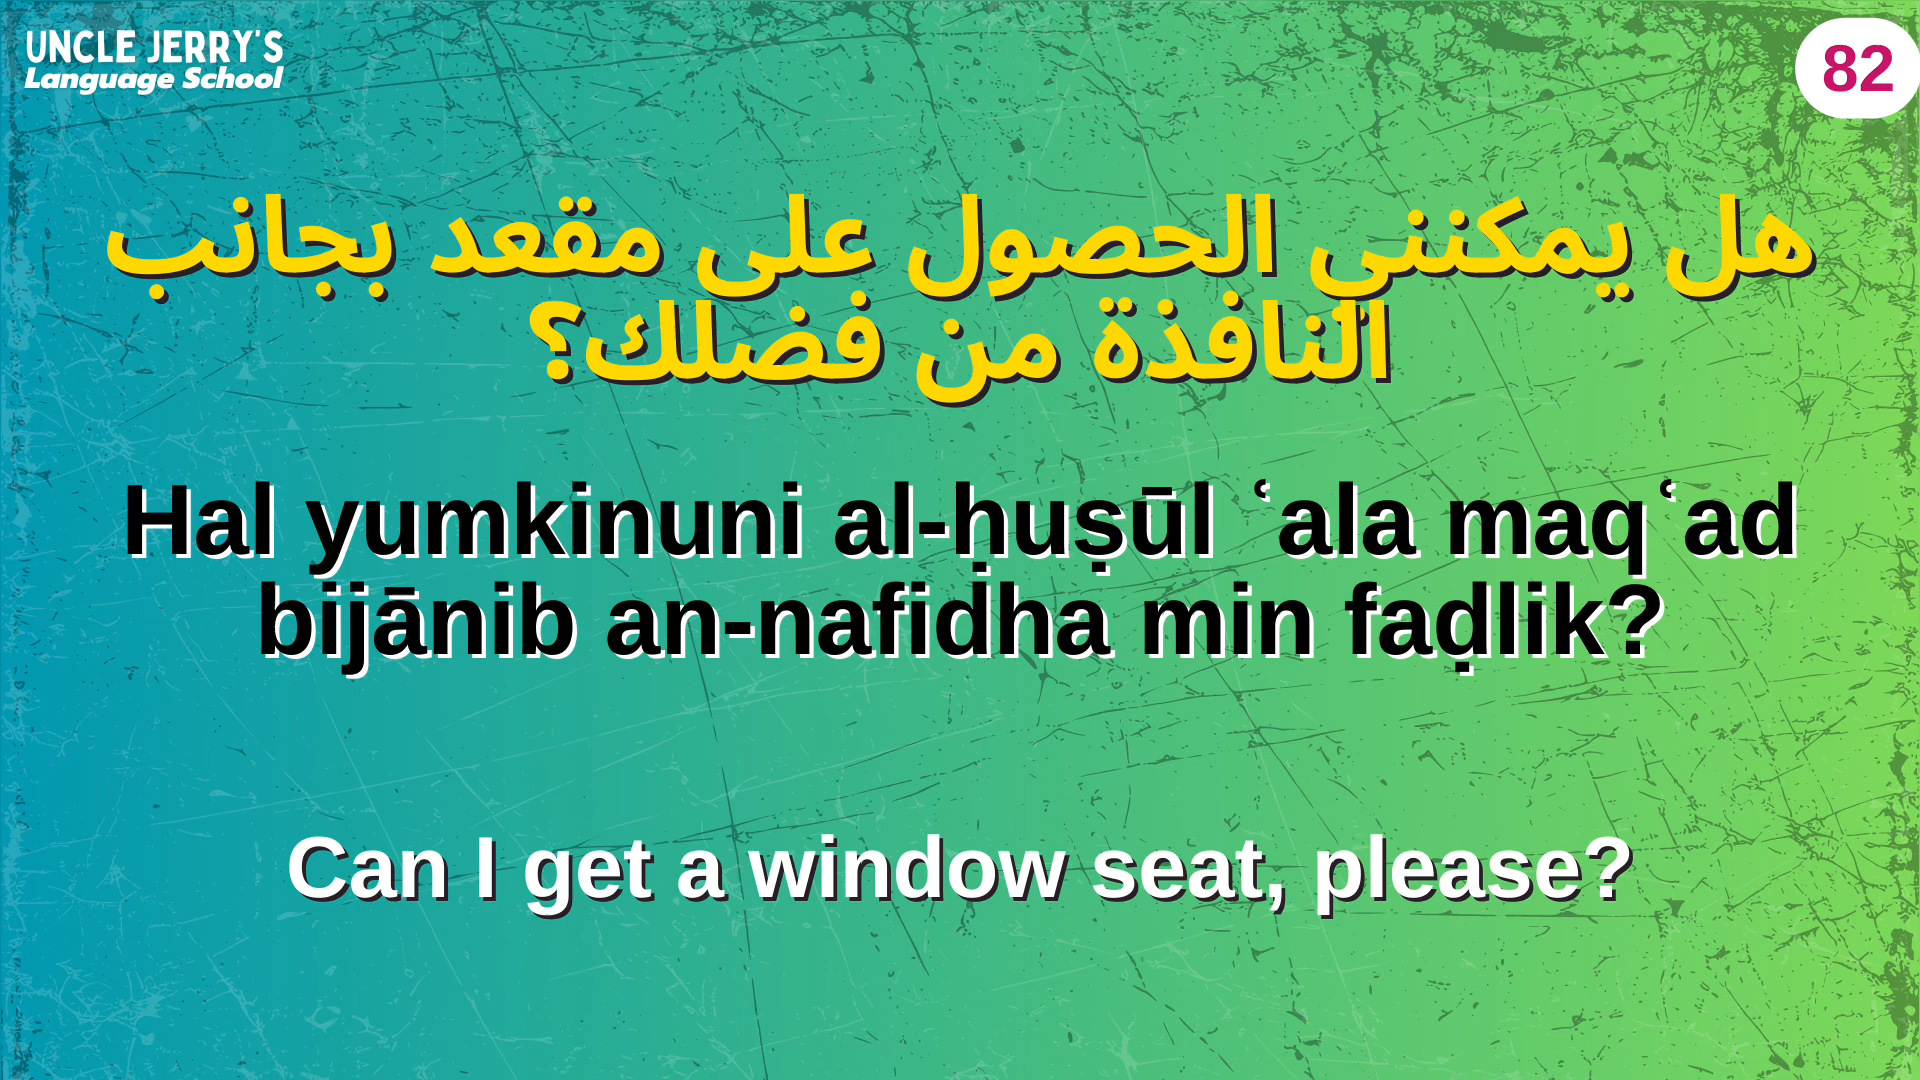 UNCLE JERRY'S
Language School
82
هل يمكنني الحصول على مقعد بجانب
النافذة من فضلك؟
Hal yumkinuni al-ḥuṣūl ʿala maqʿad
bijānib an-nafidha min faḍlik?
Can I get a window seat, please?